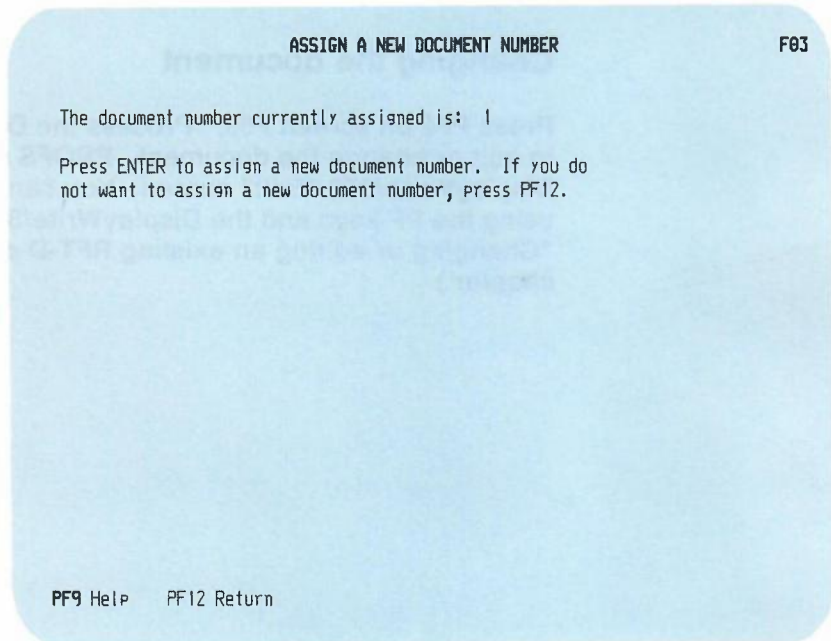 ASSIGN A NEW DOCUMENT NUMBER F03
The document number currently assigned is: 1
Press ENTER to assign a new document number. If you do
not want to assign a new document number, press PF12.
PF9 Help PF12 Return